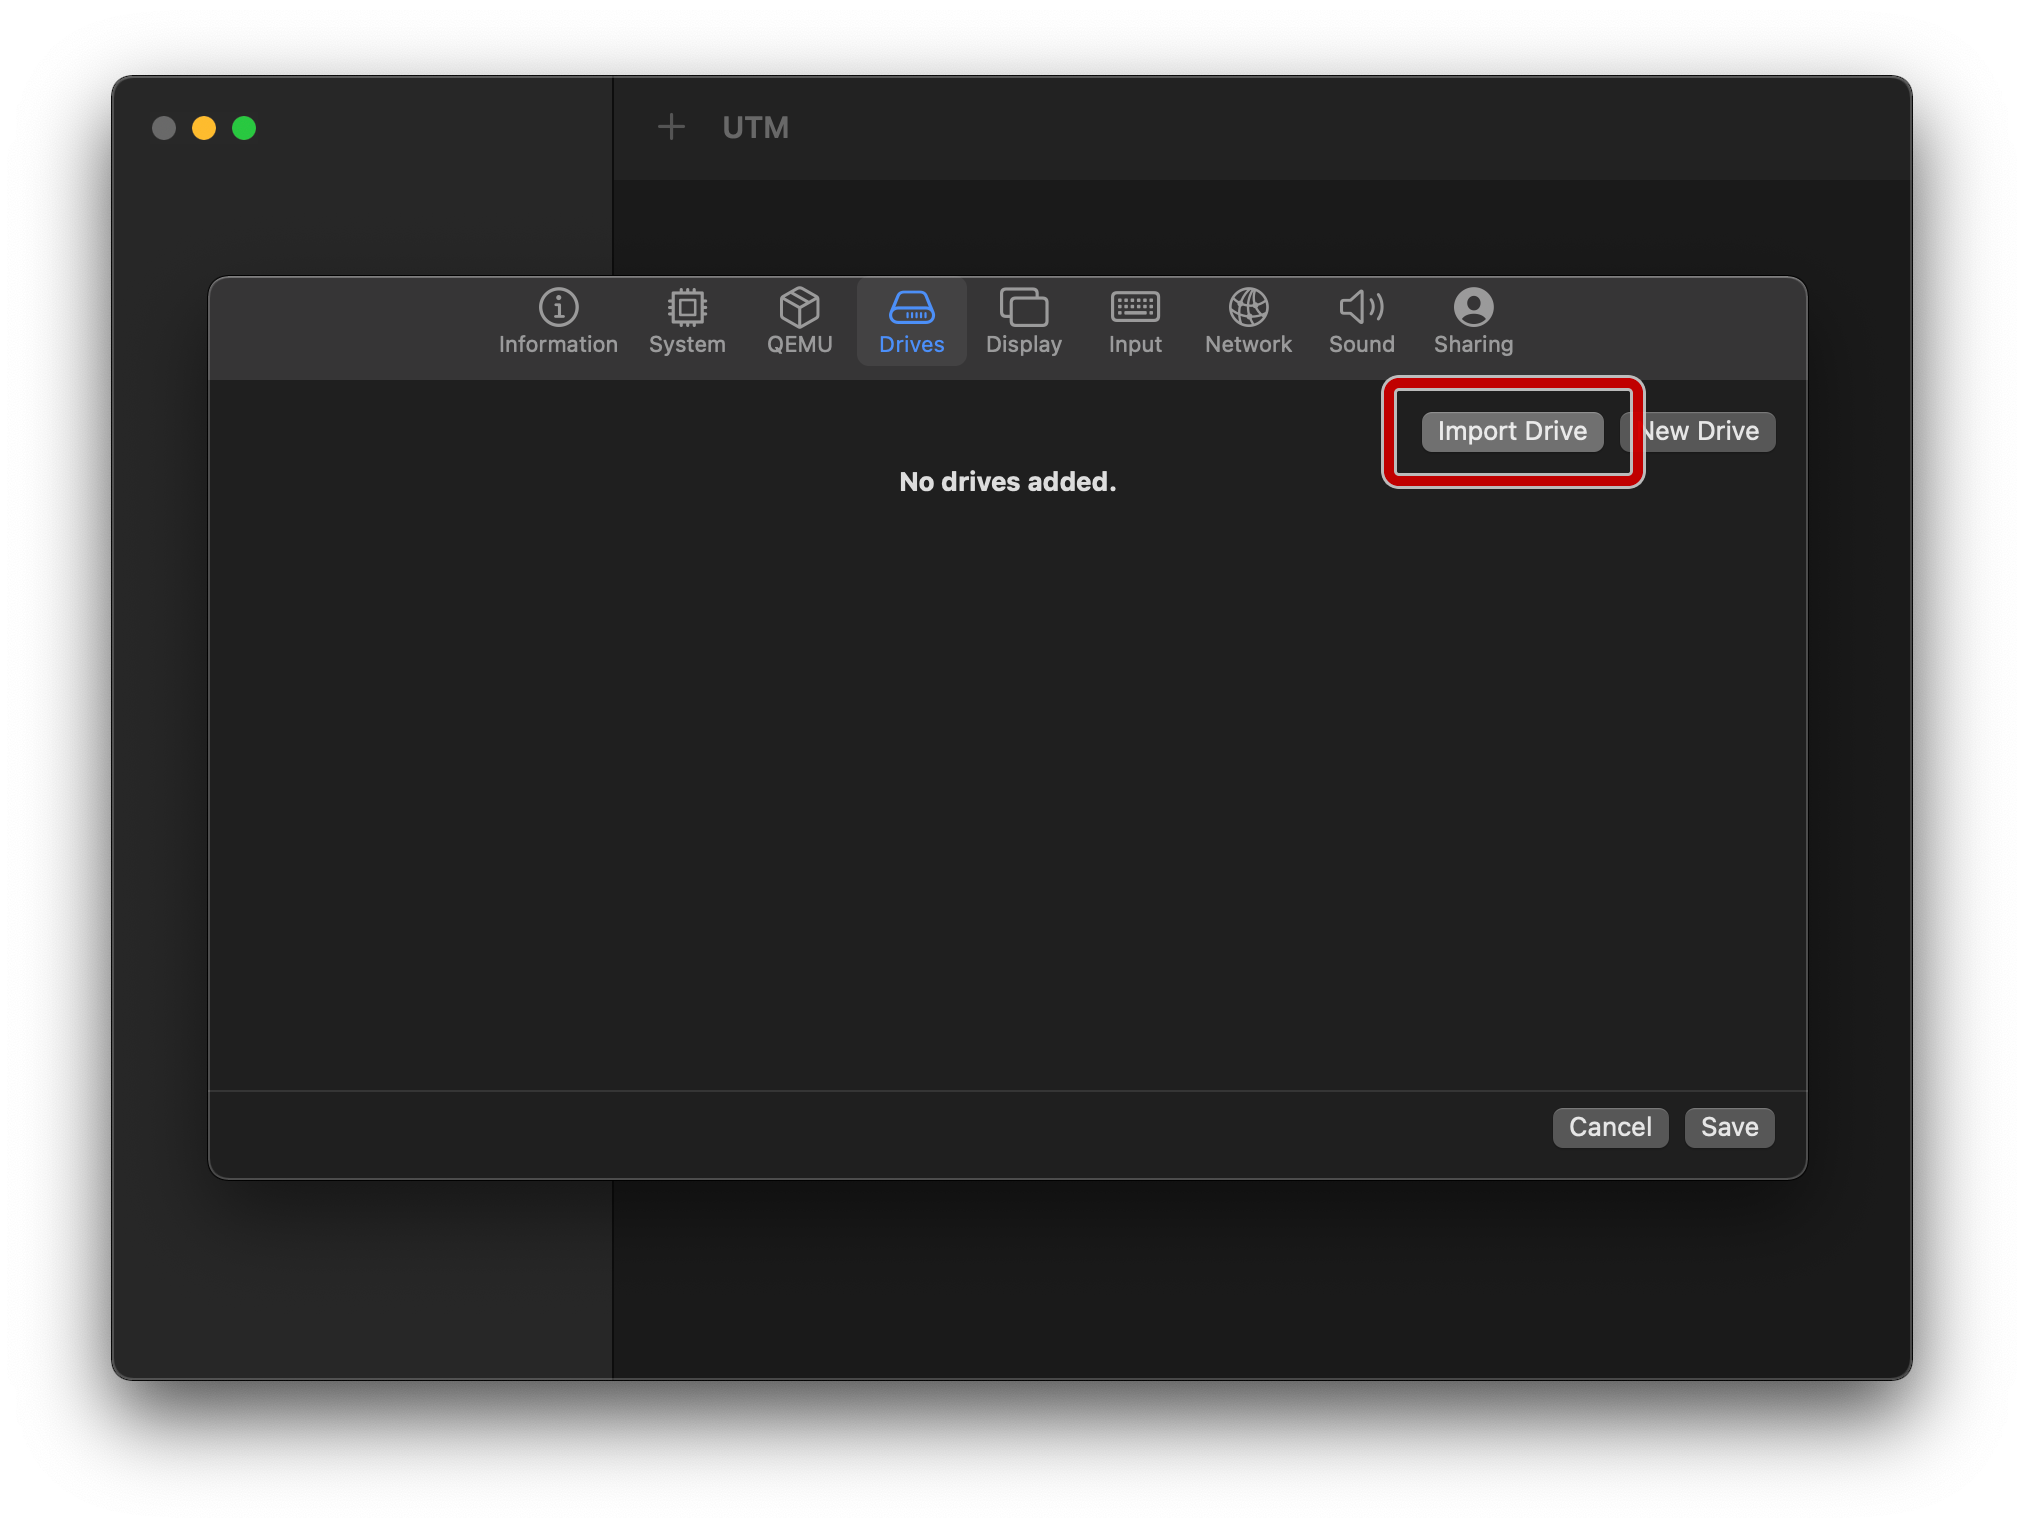 UTM
Information System QEMU Drives Display Input Network Sound Sharing
Import Drive New Drive
No drives added.
Cancel Save